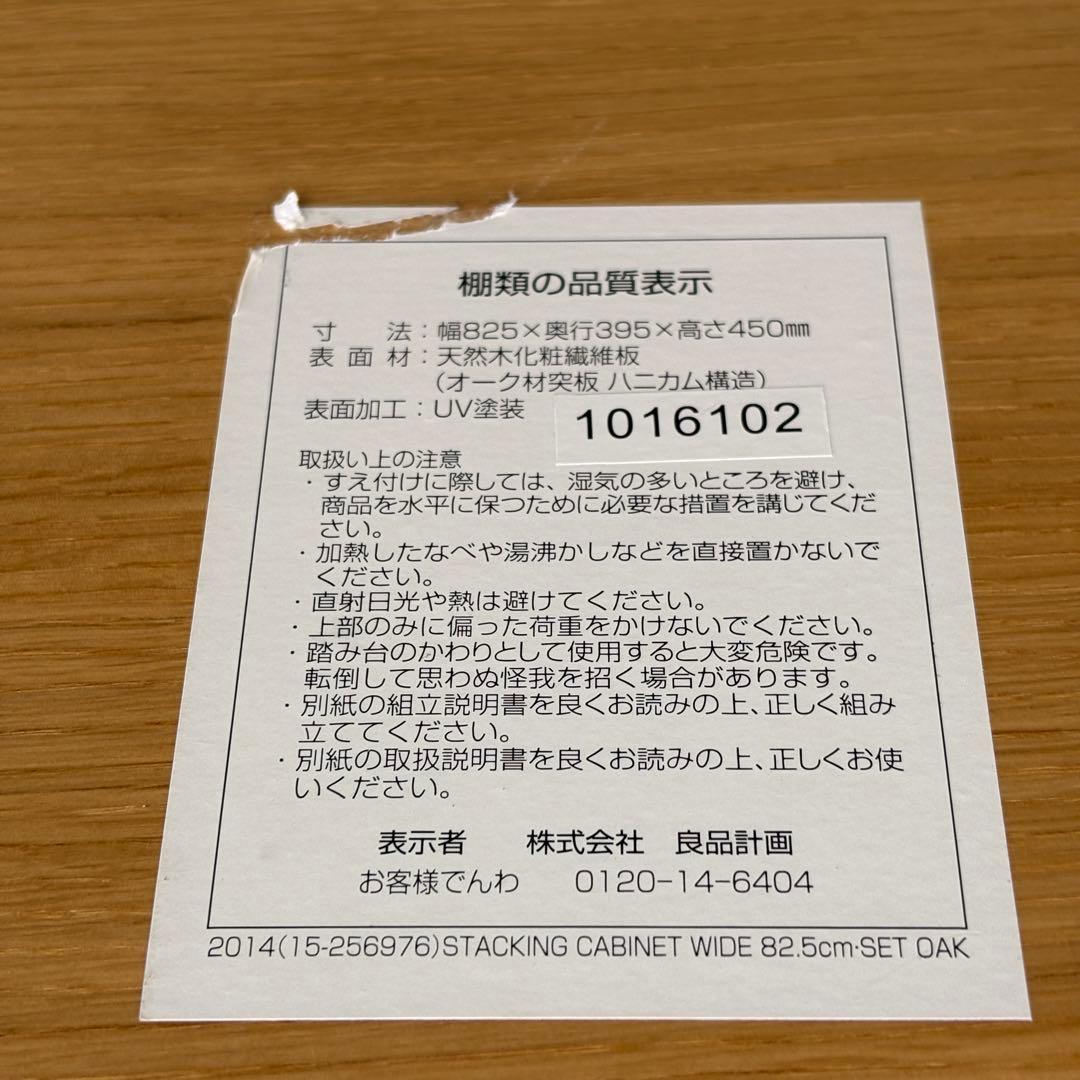 棚類の品質表示
寸　　法：幅825×奥行395×高さ450㎜
表 面 材：天然木化粧繊維板
（オーク材突板 ハニカム構造）
表面加工：UV塗装
1016102
取扱い上の注意
・すえ付けに際しては、湿気の多いところを避け、
商品を水平に保つために必要な措置を講じてくだ
さい。
・加熱したなべや湯沸かしなどを直接置かないで
ください。
・直射日光や熱は避けてください。
・上部のみに偏った荷重をかけないでください。
・踏み台のかわりとして使用すると大変危険です。
転倒して思わぬ怪我を招く場合があります。
・別紙の組立説明書を良くお読みの上、正しく組み
立ててください。
・別紙の取扱説明書を良くお読みの上、正しくお使
いください。
表示者　　株式会社　良品計画
お客様でんわ　　0120-14-6404
2014(15-256976)STACKING CABINET WIDE 82.5cm·SET OAK